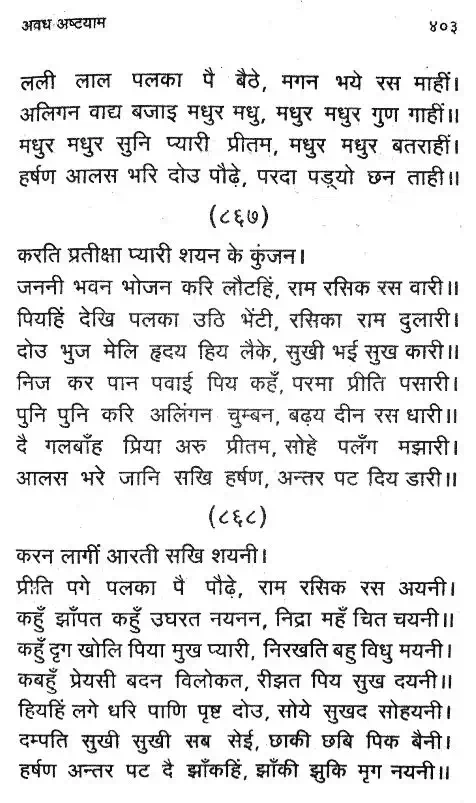 अवध अष्टयाम ४०३
लली लाल पलका पै बैठे, मगन भये रस माहीं।
अलिगन वाद्य बजाइ मधुर मधु, मधुर मधुर गुण गाहीं॥
मधुर मधुर सुनि प्यारी प्रीतम, मधुर मधुर बतराहीं।
हर्षण आलस भरि दोउ पौढ़े, परदा पड़्यो छन ताही॥
(८६७)
करति प्रतीक्षा प्यारी शयन के कुंजन।
जननी भवन भोजन करि लौटहिं, राम रसिक रस वारी॥
पियहिं देखि पलका उठि भेंटी, रसिका राम दुलारी।
दोउ भुज मेलि हृदय हिय लैके, सुखी भई सुख कारी॥
निज कर पान पवाई पिय कहँ, परमा प्रीति पसारी।
पुनि पुनि करि अलिंगन चुम्बन, बढ़य दीन रस धारी॥
दै गलबाँह प्रिया अरु प्रीतम, सोहे पलँग मझारी।
आलस भरे जानि सखि हर्षण, अन्तर पट दिय डारी॥
(८६८)
करन लागीं आरती सखि शयनी।
प्रीति पगे पलका पै पौढ़े, राम रसिक रस अयनी।
कहुँ झाँपत कहुँ उघरत नयनन, निद्रा महँ चित चयनी॥
कहुँ दृग खोलि पिया मुख प्यारी, निरखति बहु विधु मयनी।
कबहुँ प्रेयसी बदन विलोकत, रीझत पिय सुख दयनी॥
हियहिं लगे धरि पाणि पृष्ट दोउ, सोये सुखद सोहयनी।
दम्पति सुखी सुखी सब सेई, छाकी छबि पिक बैनी।
हर्षण अन्तर पट दै झाँकहिं, झाँकी झुकि मृग नयनी॥